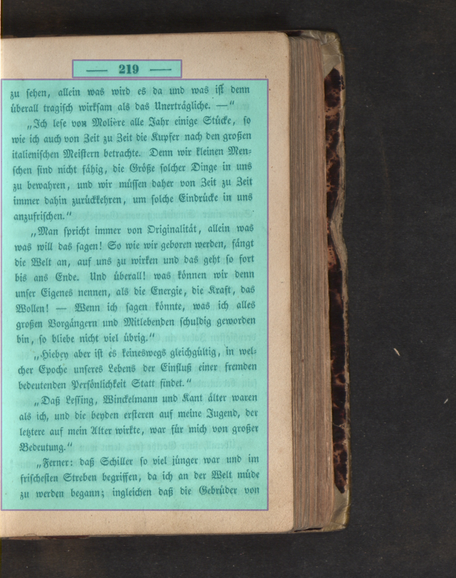 — 219 —
zu sehen, allein was wird es da und was ist denn
überall tragisch wirksam als das Unerträgliche. —“
„Ich lese von Molière alle Jahr einige Stücke, so
wie ich auch von Zeit zu Zeit die Kupfer nach den großen
italienischen Meistern betrachte. Denn wir kleinen Men-
schen sind nicht fähig, die Größe solcher Dinge in uns
zu bewahren, und wir müssen daher von Zeit zu Zeit
immer dahin zurückkehren, um solche Eindrücke in uns
anzufrischen.“
„Man spricht immer von Originalität, allein was
was will das sagen! So wie wir geboren werden, fängt
die Welt an, auf uns zu wirken und das geht so fort
bis ans Ende. Und überall! was können wir denn
unser Eigenes nennen, als die Energie, die Kraft, das
Wollen! — Wenn ich sagen könnte, was ich alles
großen Vorgängern und Mitlebenden schuldig geworden
bin, so bliebe nicht viel übrig.“
„Hiebey aber ist es keineswegs gleichgültig, in wel-
cher Epoche unseres Lebens der Einfluß einer fremden
bedeutenden Persönlichkeit Statt findet.“
„Daß Lessing, Winckelmann und Kant älter waren
als ich, und die beyden ersteren auf meine Jugend, der
letztere auf mein Alter wirkte, war für mich von großer
Bedeutung.“
„Ferner: daß Schiller so viel jünger war und im
frischesten Streben begriffen, da ich an der Welt müde
zu werden begann; ingleichen daß die Gebrüder von